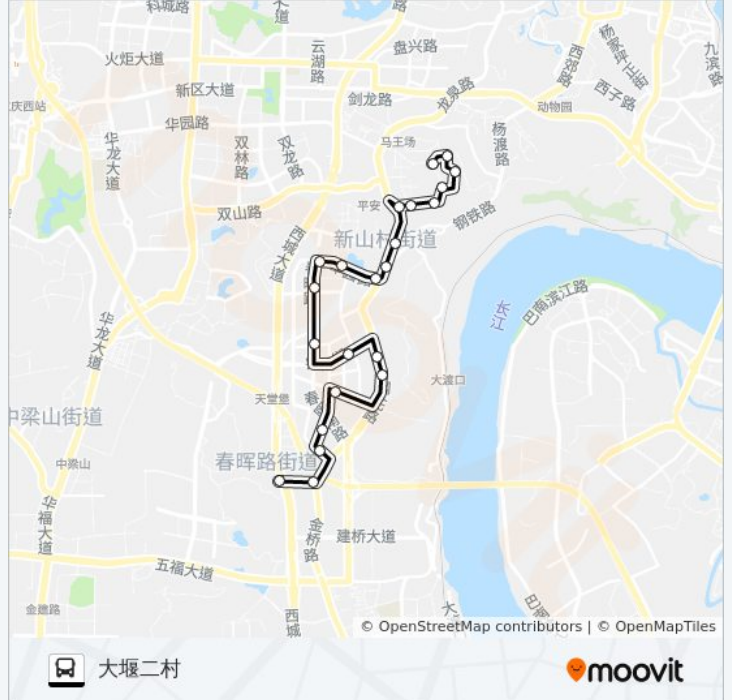 科城路
大道
路
火炬大道
云湖路
盘兴路
西郊路
杨家坪正街
九滨路
新区大道
剑龙路
龙泉路
西子路
庆西站
动物园
华园路
华龙大道
双林路
双龙路
马王场
杨渡路
双山路
平安
钢铁路
西城大道
新山村街道
长江
巴南滨江路
华龙大道
大渡口
天堂堡
中梁山街道
春晖路街道
中梁山
华福大道
金桥路
建桥大道
五福大道
金建路
西城
© OpenStreetMap contributors | © OpenMapTiles
大堰二村
moovit